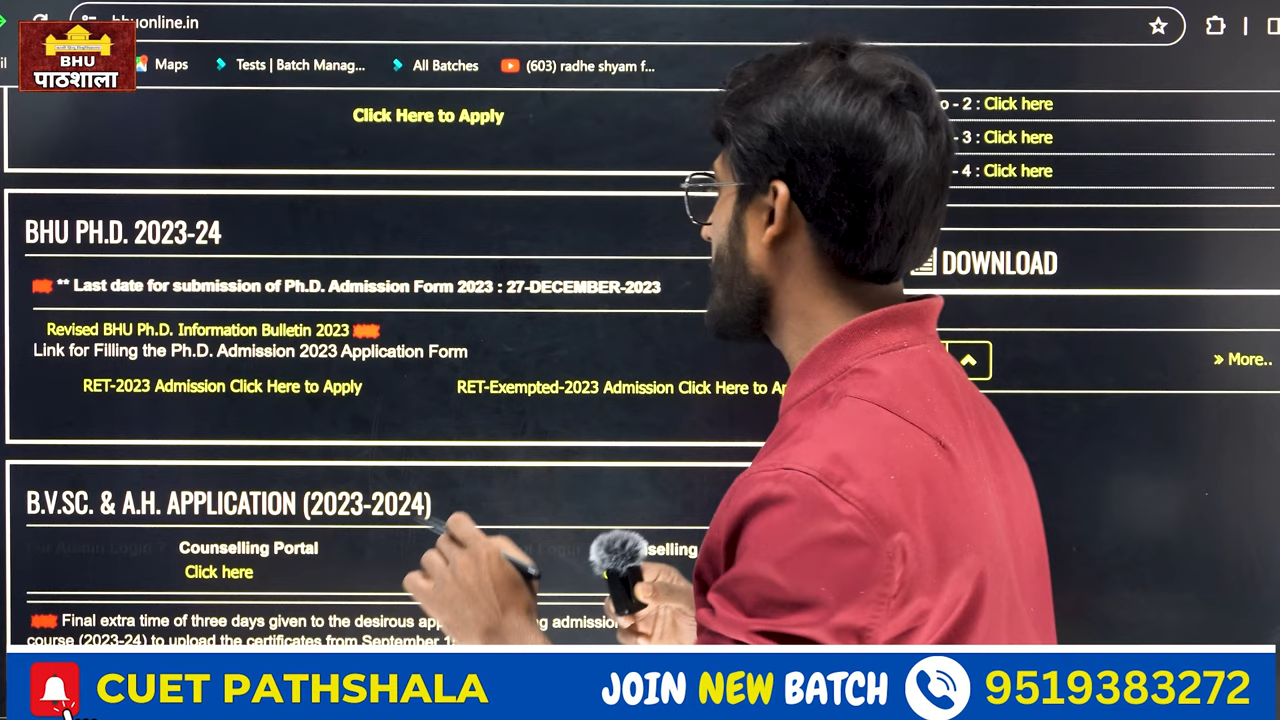 bhuonline.in
BHU
पाठशाला
Maps
Tests | Batch Manag...
All Batches
(603) radhe shyam f...
Click Here to Apply
- 2 : Click here
- 3 : Click here
- 4 : Click here
BHU PH.D. 2023-24
DOWNLOAD
** Last date for submission of Ph.D. Admission Form 2023 : 27-DECEMBER-2023
Revised BHU Ph.D. Information Bulletin 2023
Link for Filling the Ph.D. Admission 2023 Application Form
» More..
RET-2023 Admission Click Here to Apply
RET-Exempted-2023 Admission Click Here to
B.V.SC. & A.H. APPLICATION (2023-2024)
Counselling Portal
Click here
Final extra time of three days given to the desirous
course (2023-24) to upload the certificates from September
CUET PATHSHALA
JOIN NEW BATCH
9519383272